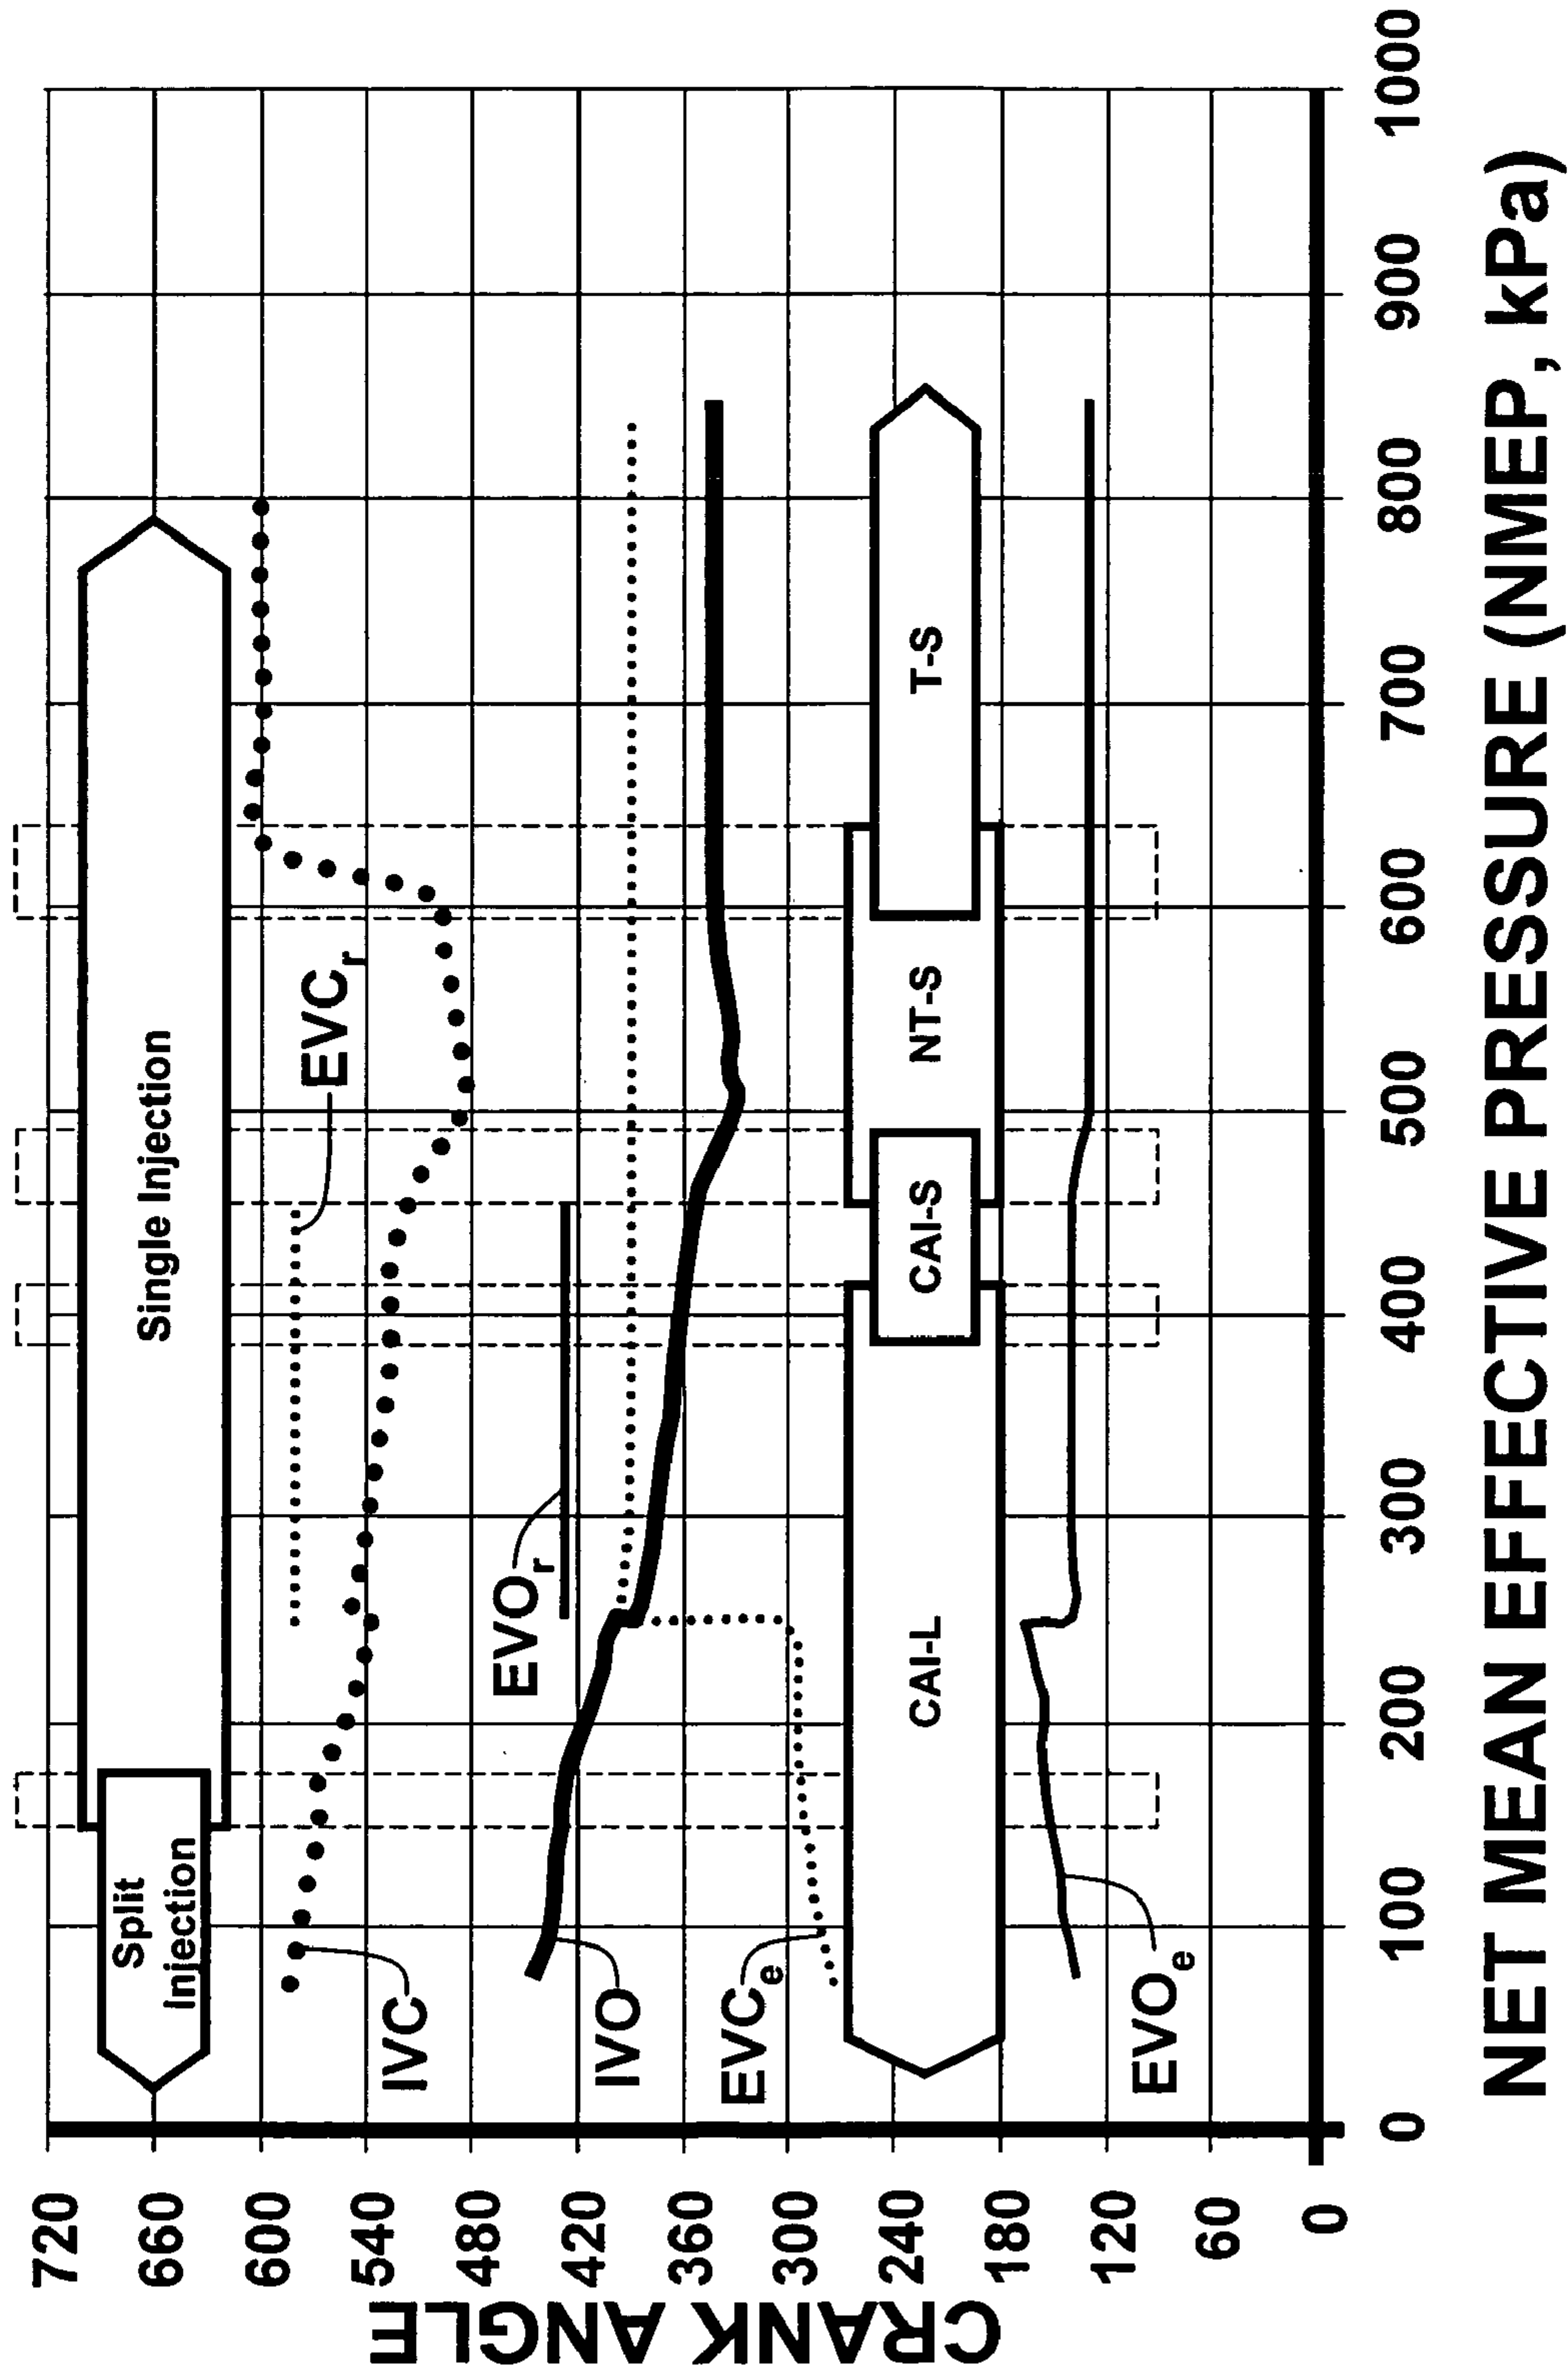 CRANK ANGLE
720
660
600
540
480
420
360
300
240
180
120
60
0
Split
Injection
Single Injection
EVCr
IVC
EVOr
IVO
EVCe
CAI-L
CAI-S
NT-S
T-S
EVOe
0
100
200
300
400
500
600
700
800
900
1000
NET MEAN EFFECTIVE PRESSURE (NMEP, kPa)